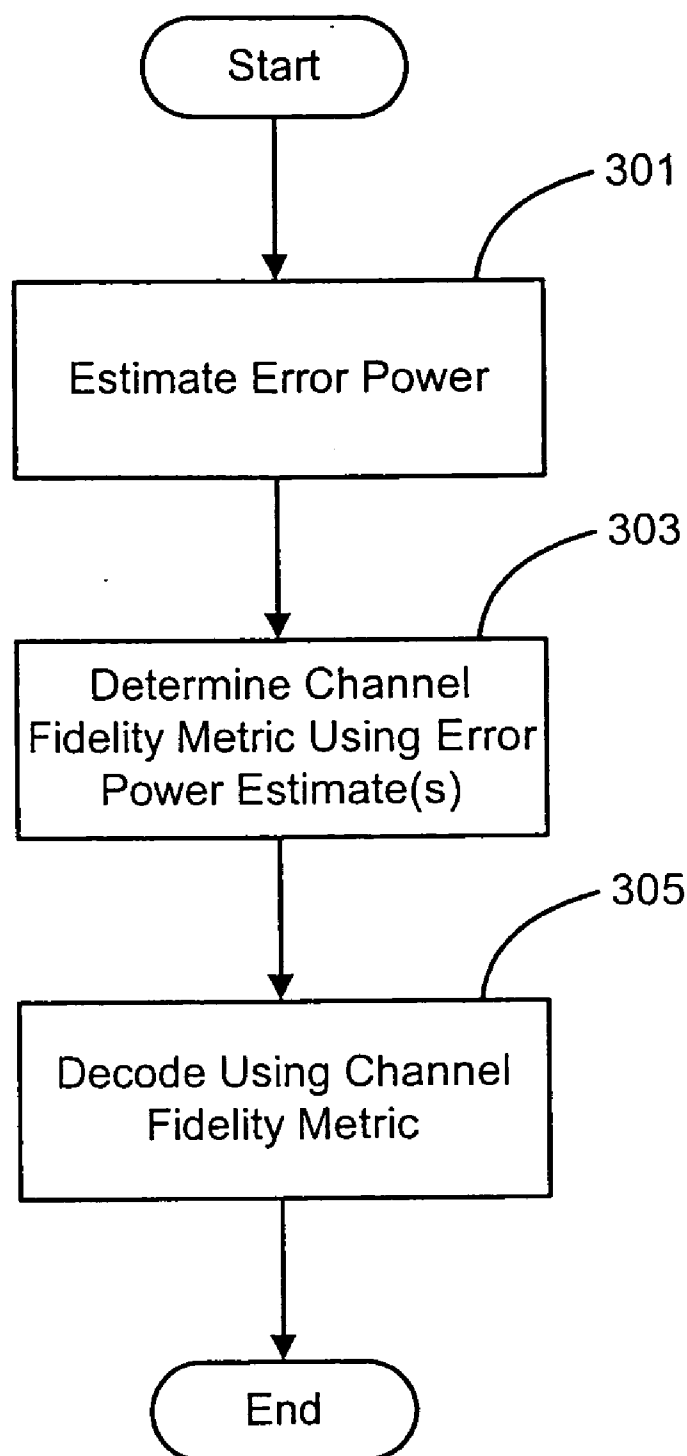 Start
301
Estimate Error Power
303
Determine Channel
Fidelity Metric Using Error
Power Estimate(s)
305
Decode Using Channel
Fidelity Metric
End